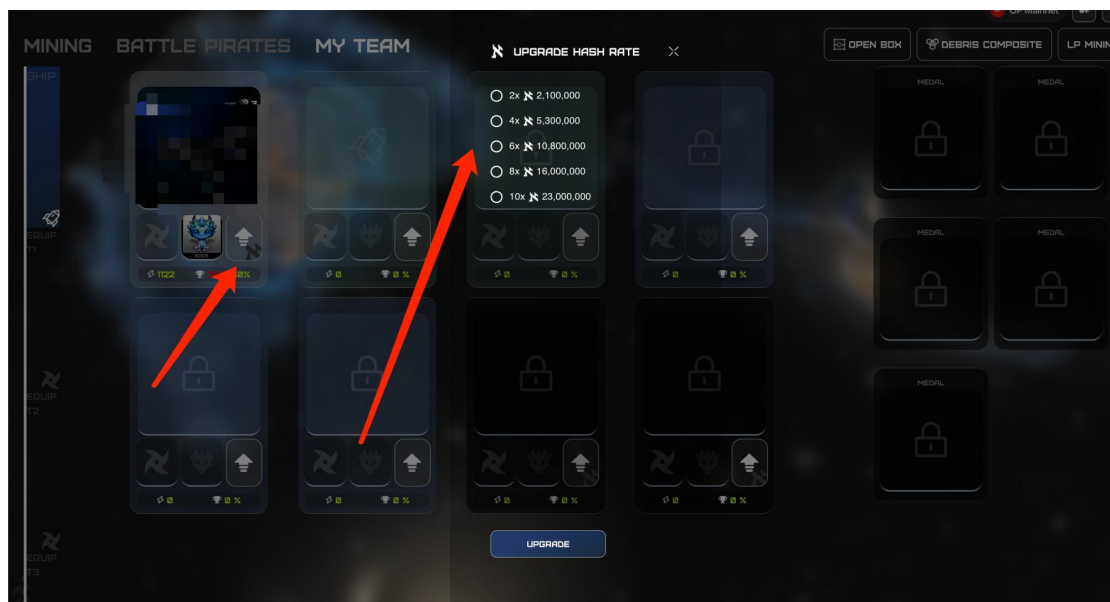 OP Mainnet
MINING BATTLE PIRATES MY TEAM
UPGRADE HASH RATE
OPEN BOX
DEBRIS COMPOSITE
LP MININ
SHIP
2x 2,100,000
4x 5,300,000
6x 10,800,000
8x 16,000,000
10x 23,000,000
MEDAL MEDAL
EQUIP
T1
1122 0%
0 0 %
0 0 %
0 0 %
MEDAL MEDAL
EQUIP
T2
MEDAL
0 0 %
0 0 %
0 0 %
0 0 %
UPGRADE
EQUIP
T3